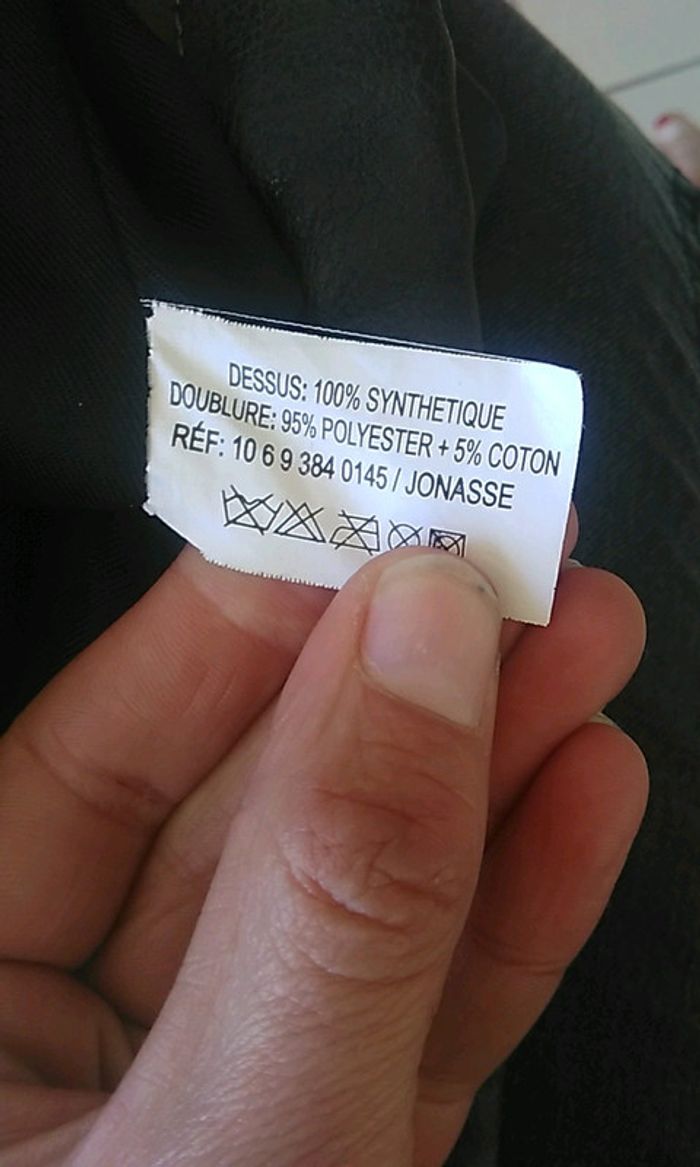 DESSUS: 100% SYNTHETIQUE
DOUBLURE: 95% POLYESTER + 5% COTON
RÉF: 10 6 9 384 0145 / JONASSE